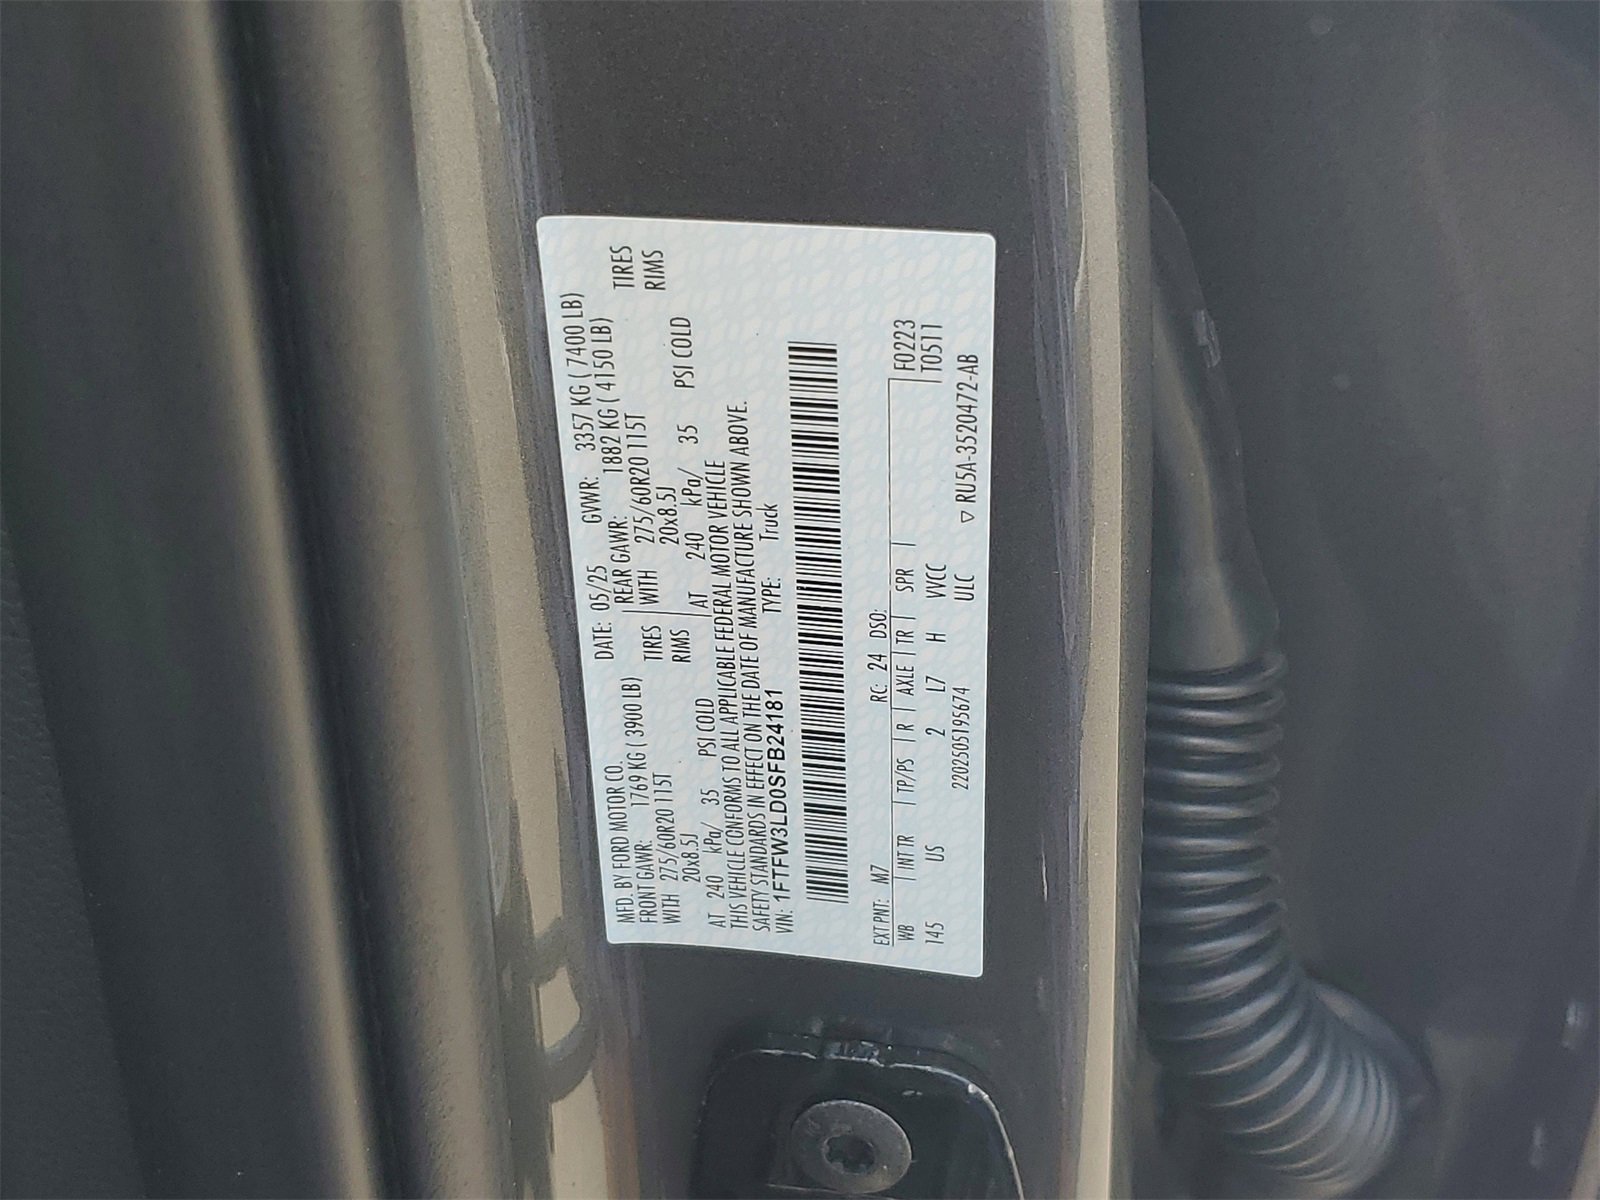 MFD. BY FORD MOTOR CO.
DATE: 05/25 GVWR: 3357 KG ( 7400 LB)
FRONT GAWR: 1769 KG ( 3900 LB) REAR GAWR: 1882 KG ( 4150 LB)
WITH 275/60R20 115T TIRES WITH 275/60R20 115T TIRES
20x8.5J RIMS 20x8.5J RIMS
AT 240 kPa/ 35 PSI COLD AT 240 kPa/ 35 PSI COLD
THIS VEHICLE CONFORMS TO ALL APPLICABLE FEDERAL MOTOR VEHICLE
SAFETY STANDARDS IN EFFECT ON THE DATE OF MANUFACTURE SHOWN ABOVE.
VIN: 1FTFW3LD0SFB24181 TYPE: Truck
EXT PNT: M7 RC: 24 DSO:
WB | INT TR | TP/PS | R | AXLE | TR | SPR | F0223
145 US 2 L7 H WCC T0511
2202505195674 ULC ▽ RU5A-3520472-AB